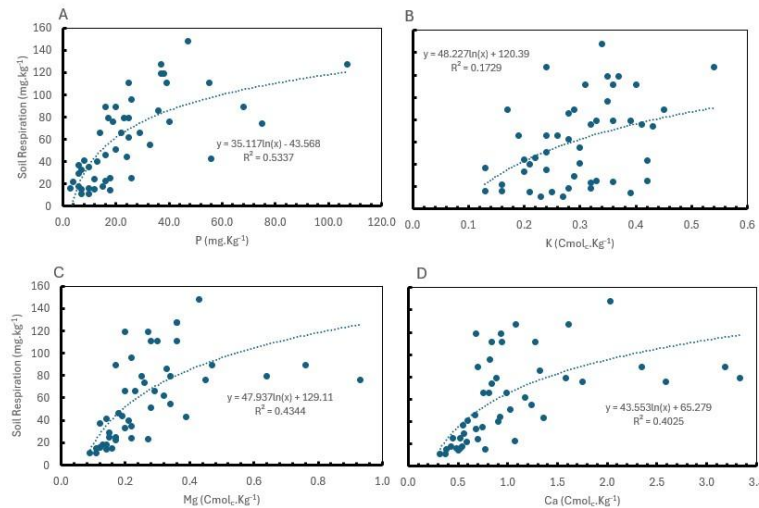 A
B
160
140
120
100
80
60
40
20
0
Soil Respiration (mg.kg⁻¹)
y = 35.117ln(x) - 43.568
R² = 0.5337
0.0 20.0 40.0 60.0 80.0 100.0 120.0
P (mg.Kg⁻¹)
y = 48.227ln(x) + 120.39
R² = 0.1729
0.0 0.1 0.2 0.3 0.4 0.5 0.6
K (Cmolc.Kg⁻¹)
C
D
160
140
120
100
80
60
40
20
0
Soil Respiration (mg.kg⁻¹)
y = 47.937ln(x) + 129.11
R² = 0.4344
0.0 0.2 0.4 0.6 0.8 1.0
Mg (Cmolc.Kg⁻¹)
y = 43.553ln(x) + 65.279
R² = 0.4025
0.0 0.5 1.0 1.5 2.0 2.5 3.0 3.5
Ca (Cmolc.Kg⁻¹)